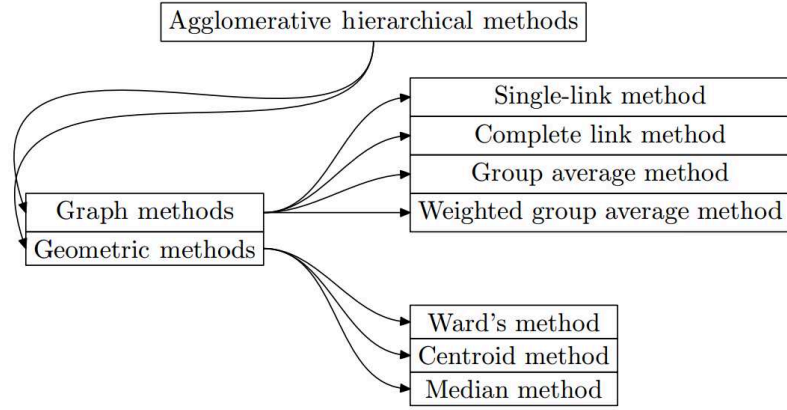 Agglomerative hierarchical methods
Single-link method
Complete link method
Group average method
Weighted group average method
Graph methods
Geometric methods
Ward's method
Centroid method
Median method